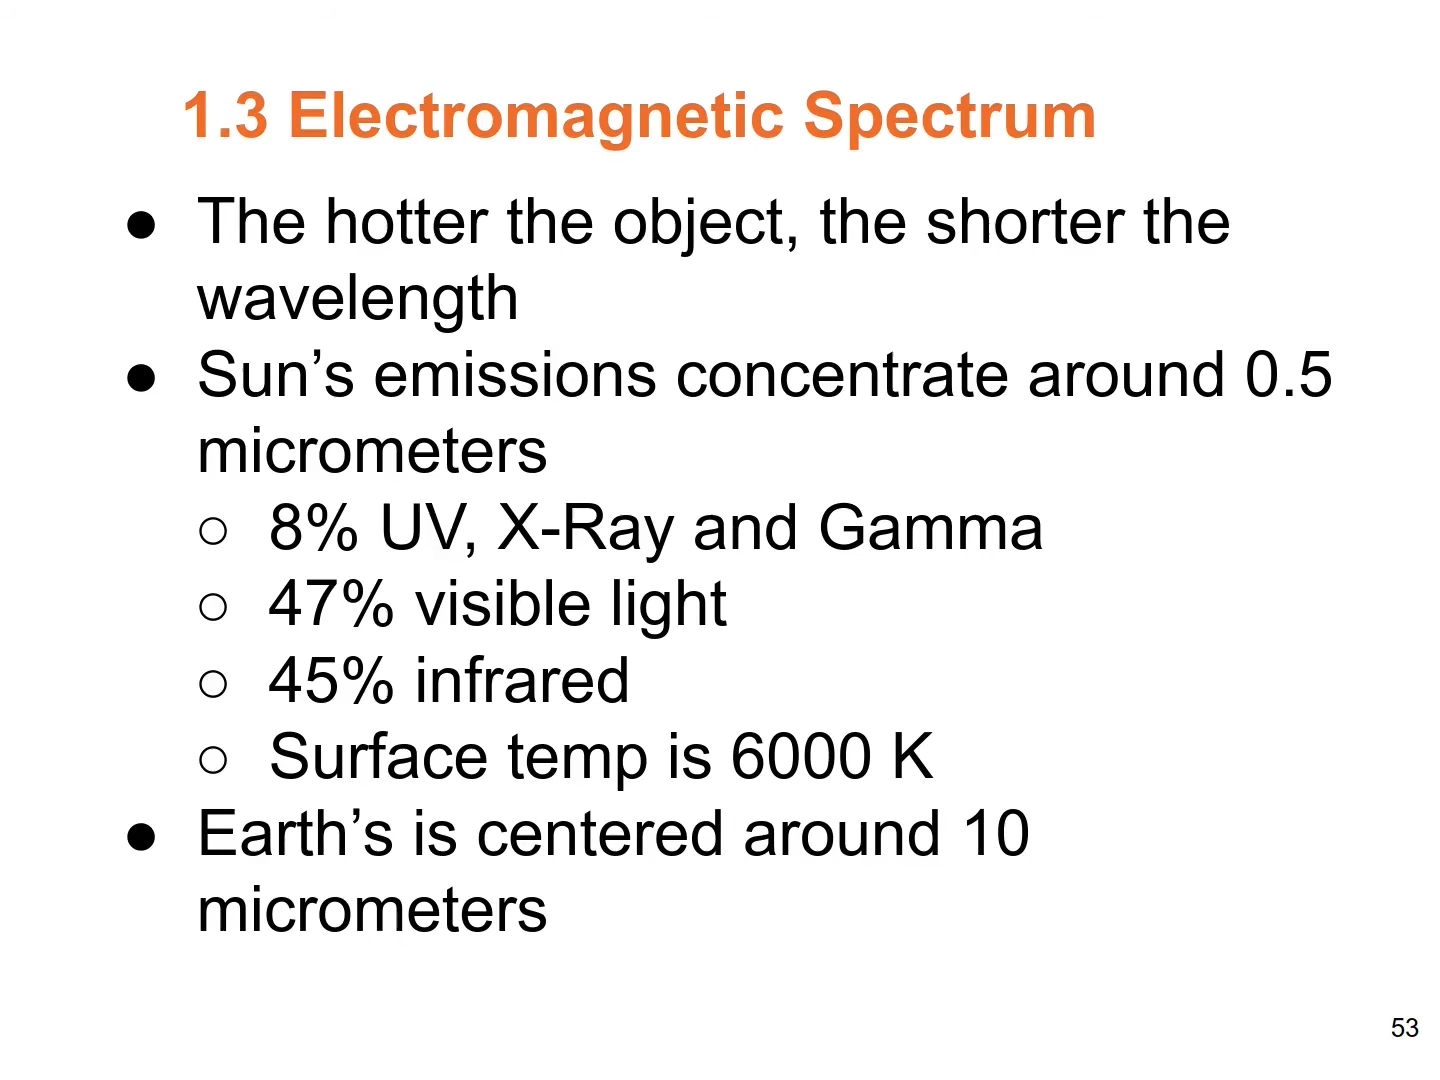 1.3 Electromagnetic Spectrum
● The hotter the object, the shorter the
wavelength
● Sun’s emissions concentrate around 0.5
micrometers
○ 8% UV, X-Ray and Gamma
○ 47% visible light
○ 45% infrared
○ Surface temp is 6000 K
● Earth’s is centered around 10
micrometers
53